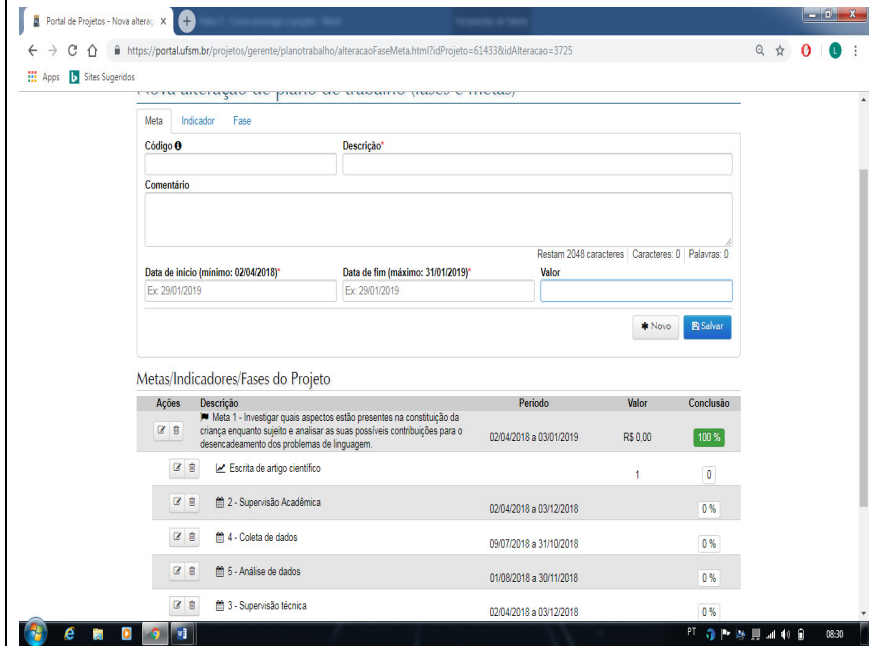 Portal de Projetos - Nova alteraç
https://portal.ufsm.br/projetos/gerente/planotrabalho/alteracaoFaseMeta.html?idProjeto=61433&idAlteracao=3725
L
Apps Sites Sugeridos
Nova alteração de plano de trabalho (fases e metas)
Meta Indicador Fase
Código Descrição*
Comentário
Restam 2048 caracteres Caracteres: 0 Palavras: 0
Data de início (mínimo: 02/04/2018)* Data de fim (máximo: 31/01/2019)* Valor
Ex: 29/01/2019 Ex: 29/01/2019
Novo Salvar
Metas/Indicadores/Fases do Projeto
Ações Descrição Período Valor Conclusão
Meta 1 - Investigar quais aspectos estão presentes na constituição da
criança enquanto sujeito e analisar as suas possíveis contribuições para o
desencadeamento dos problemas de linguagem.
02/04/2018 a 03/01/2019 R$ 0,00 100 %
Escrita de artigo científico 1 0
2 - Supervisão Acadêmica 02/04/2018 a 03/12/2018 0 %
4 - Coleta de dados 09/07/2018 a 31/10/2018 0 %
5 - Análise de dados 01/08/2018 a 30/11/2018 0 %
3 - Supervisão técnica 02/04/2018 a 03/12/2018 0 %
PT 08:30